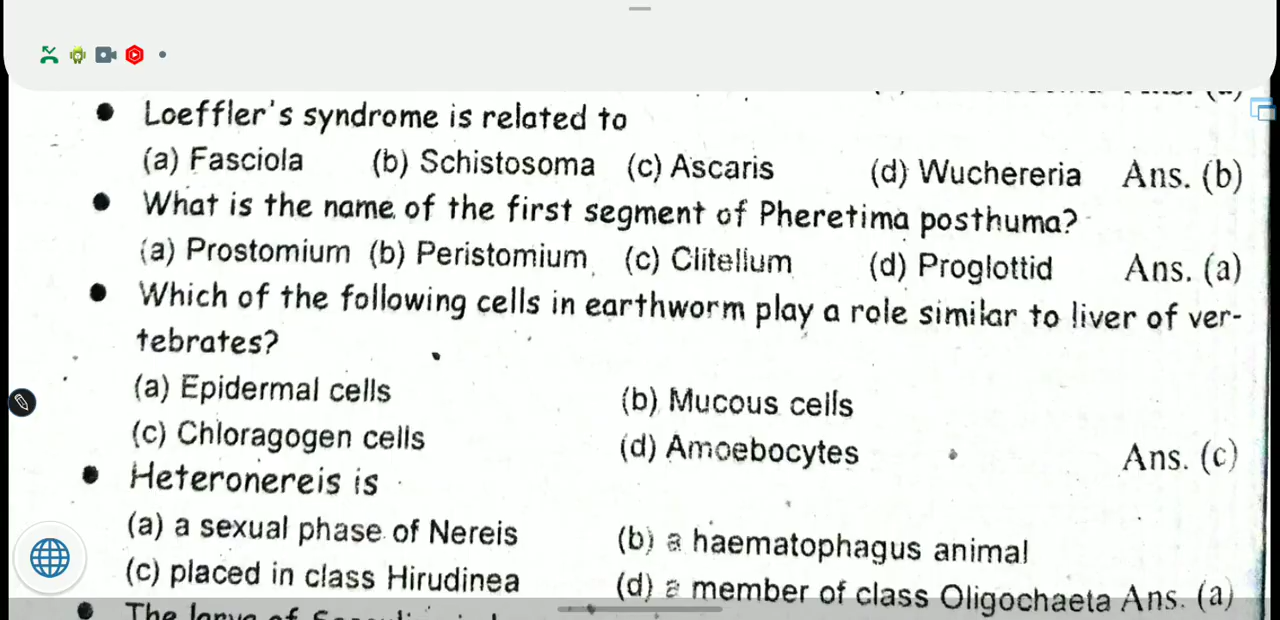 Loeffler's syndrome is related to
(a) Fasciola (b) Schistosoma (c) Ascaris (d) Wuchereria Ans. (b)
What is the name of the first segment of Pheretima posthuma?
(a) Prostomium (b) Peristomium (c) Clitellum (d) Proglottid Ans. (a)
Which of the following cells in earthworm play a role similar to liver of ver-
tebrates?
(a) Epidermal cells (b) Mucous cells
(c) Chloragogen cells (d) Amoebocytes Ans. (c)
Heteronereis is
(a) a sexual phase of Nereis (b) a haematophagus animal
(c) placed in class Hirudinea (d) a member of class Oligochaeta Ans. (a)
The larva of